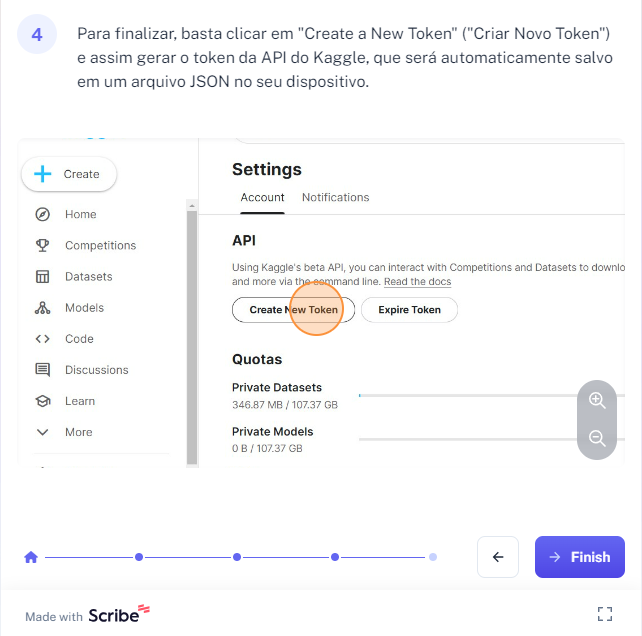 4
Para finalizar, basta clicar em "Create a New Token" ("Criar Novo Token")
e assim gerar o token da API do Kaggle, que será automaticamente salvo
em um arquivo JSON no seu dispositivo.
Create
Home
Competitions
Datasets
Models
Code
Discussions
Learn
More
Settings
Account Notifications
API
Using Kaggle's beta API, you can interact with Competitions and Datasets to downlo
and more via the command line. Read the docs
Create New Token Expire Token
Quotas
Private Datasets
346.87 MB / 107.37 GB
Private Models
0 B / 107.37 GB
Finish
Made with Scribe